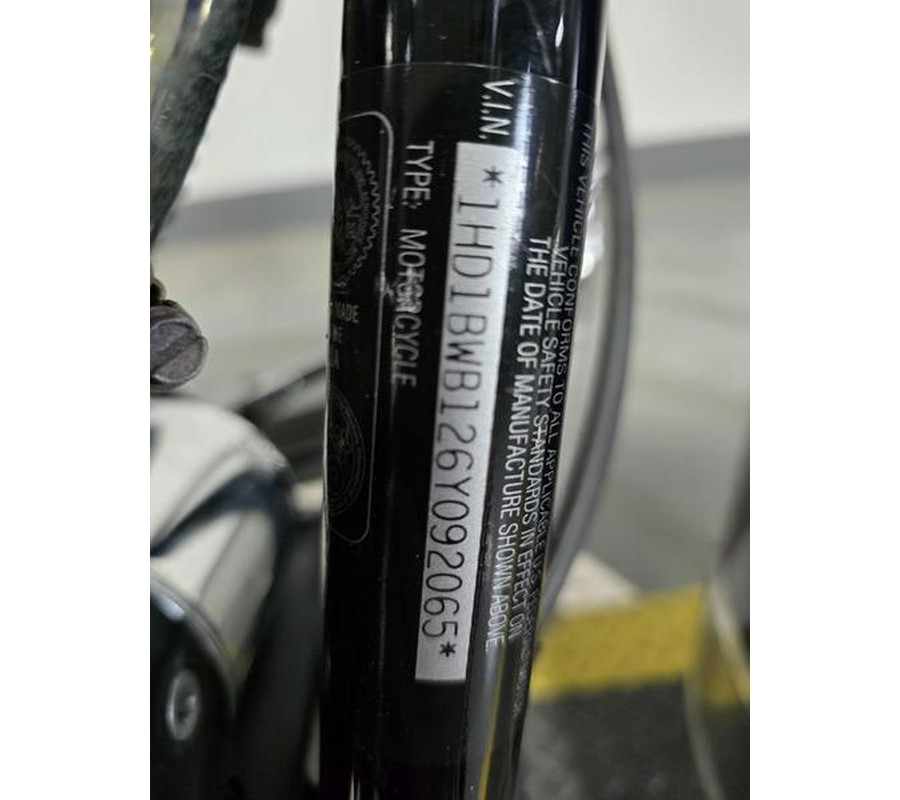 THIS VEHICLE CONFORMS TO ALL APPLICABLE U.S.
VEHICLE SAFETY STANDARDS IN EFFECT ON
THE DATE OF MANUFACTURE SHOWN ABOVE
V.I.N. *1HD1BWB126Y092065*
TYPE: MOTORCYCLE
MADE